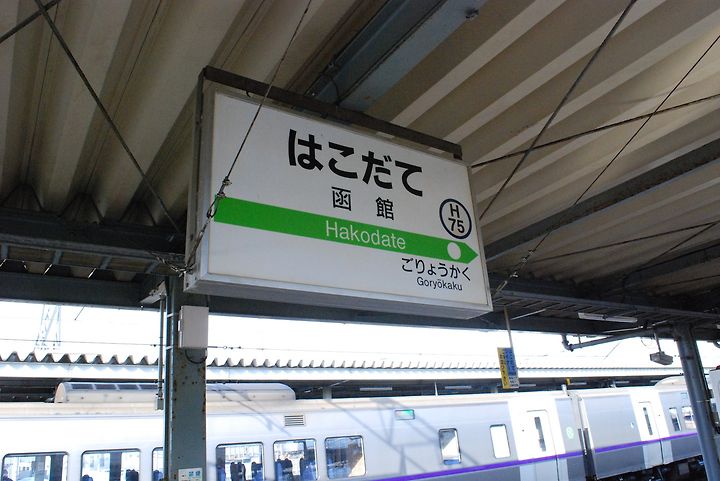 はこだて
函館
H
75
Hakodate
ごりょうかく
Goryōkaku